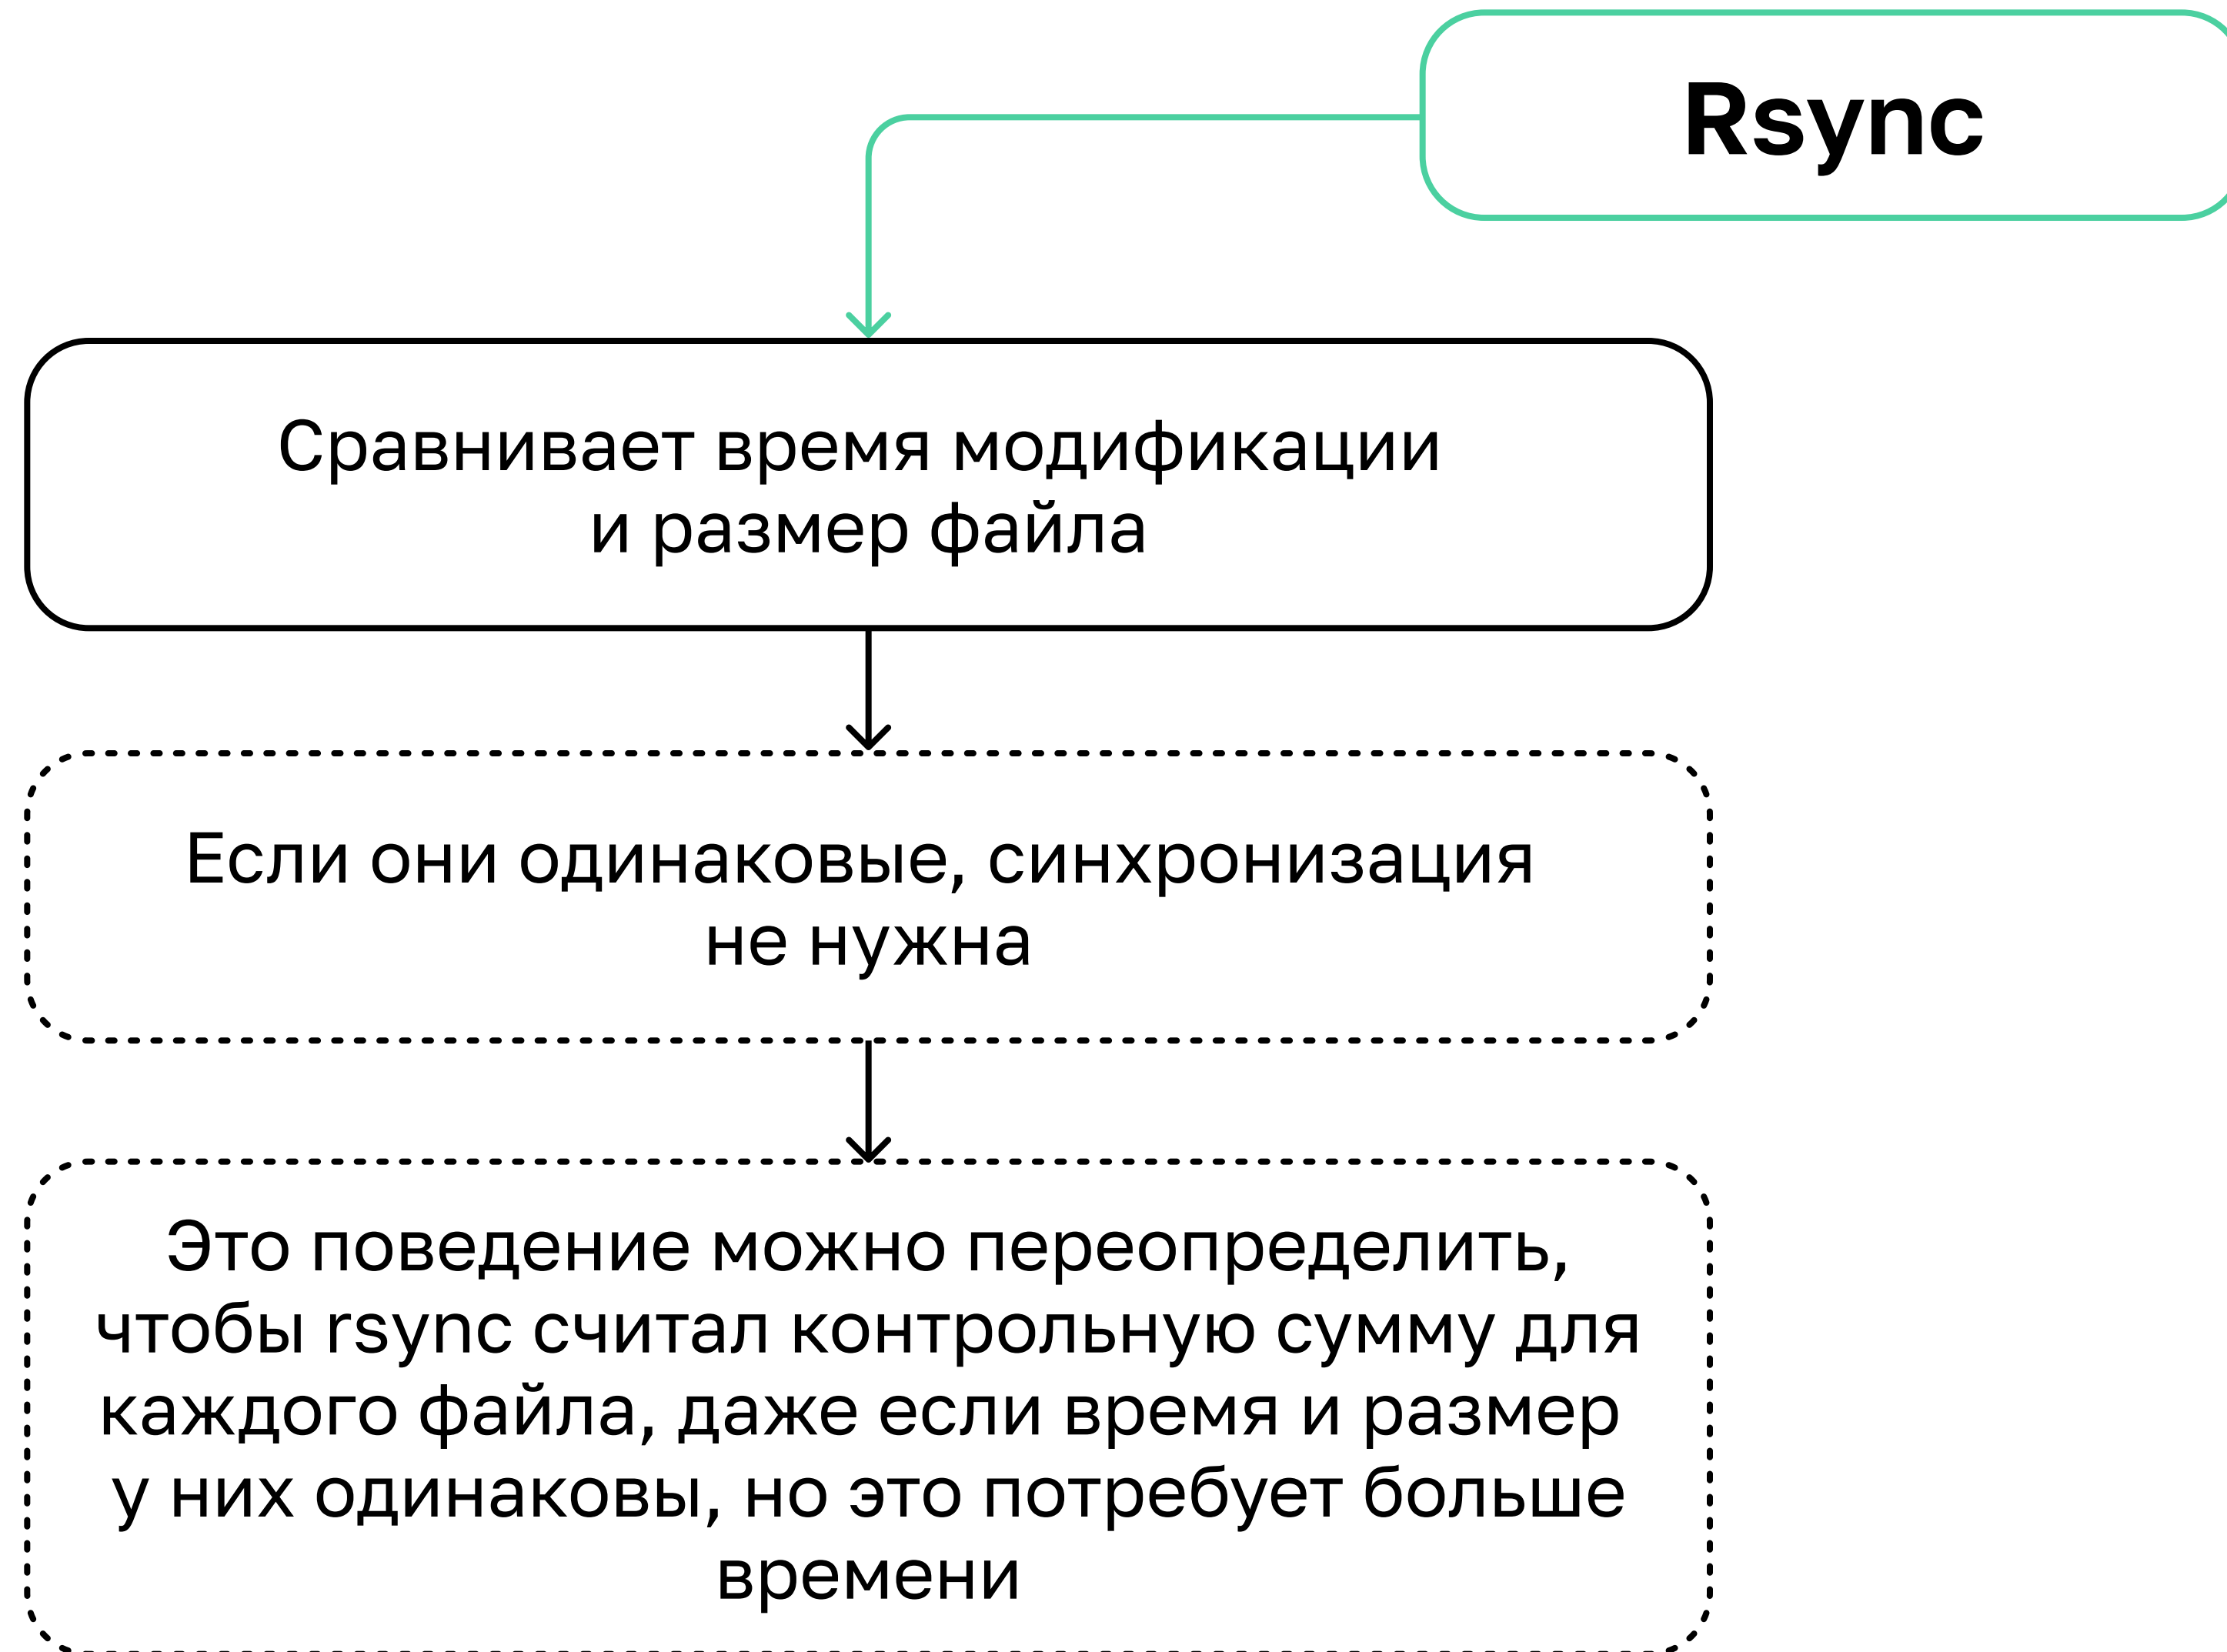 Rsync
Сравнивает время модификации
и размер файла
Если они одинаковые, синхронизация
не нужна
Это поведение можно переопределить,
чтобы rsync считал контрольную сумму для
каждого файла, даже если время и размер
у них одинаковы, но это потребует больше
времени